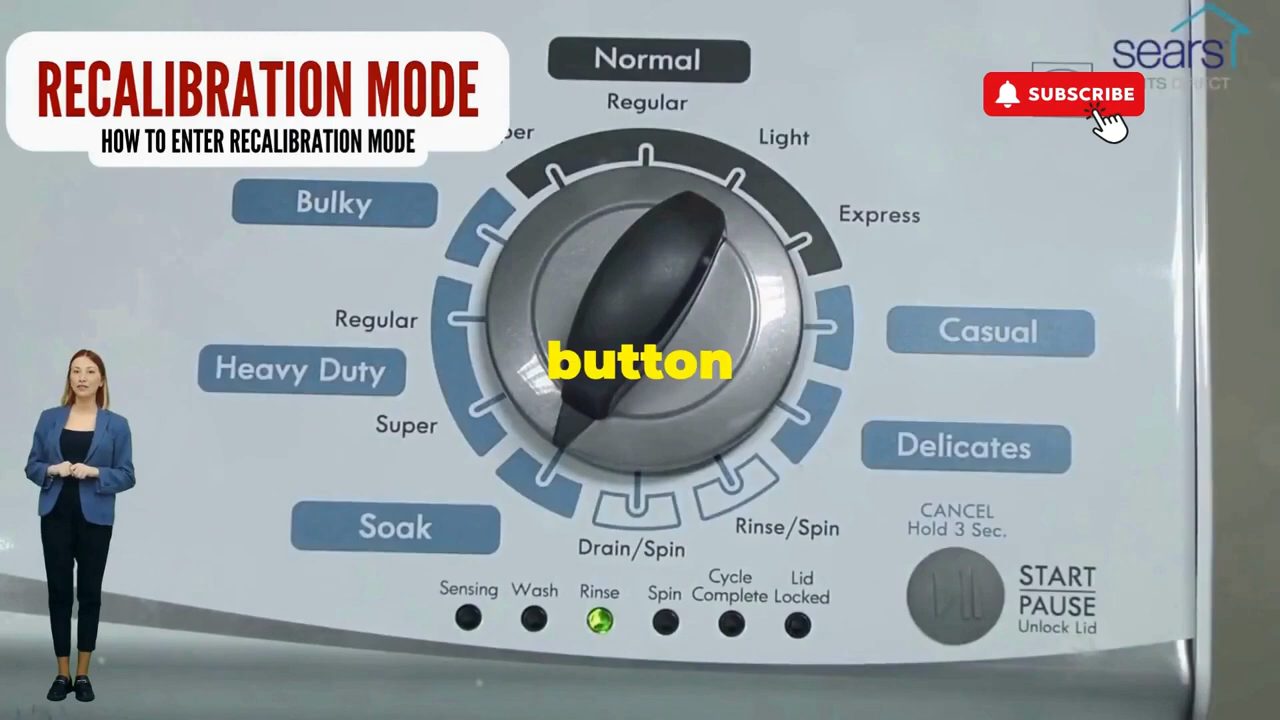 RECALIBRATION MODE
HOW TO ENTER RECALIBRATION MODE
sears
DIRECT
SUBSCRIBE
Normal
Regular
Light
Express
Bulky
Regular
Heavy Duty
Super
Casual
Delicates
button
Soak
Drain/Spin
Rinse/Spin
CANCEL
Hold 3 Sec.
START
PAUSE
Unlock Lid
Sensing
Wash
Rinse
Spin
Cycle
Complete
Lid
Locked